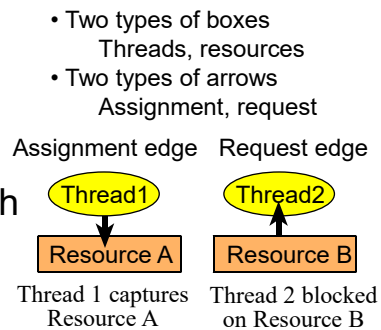 • Two types of boxes
Threads, resources
• Two types of arrows
Assignment, request
Assignment edge Request edge
h
Thread1 Thread2
Resource A Resource B
Thread 1 captures Thread 2 blocked
Resource A on Resource B